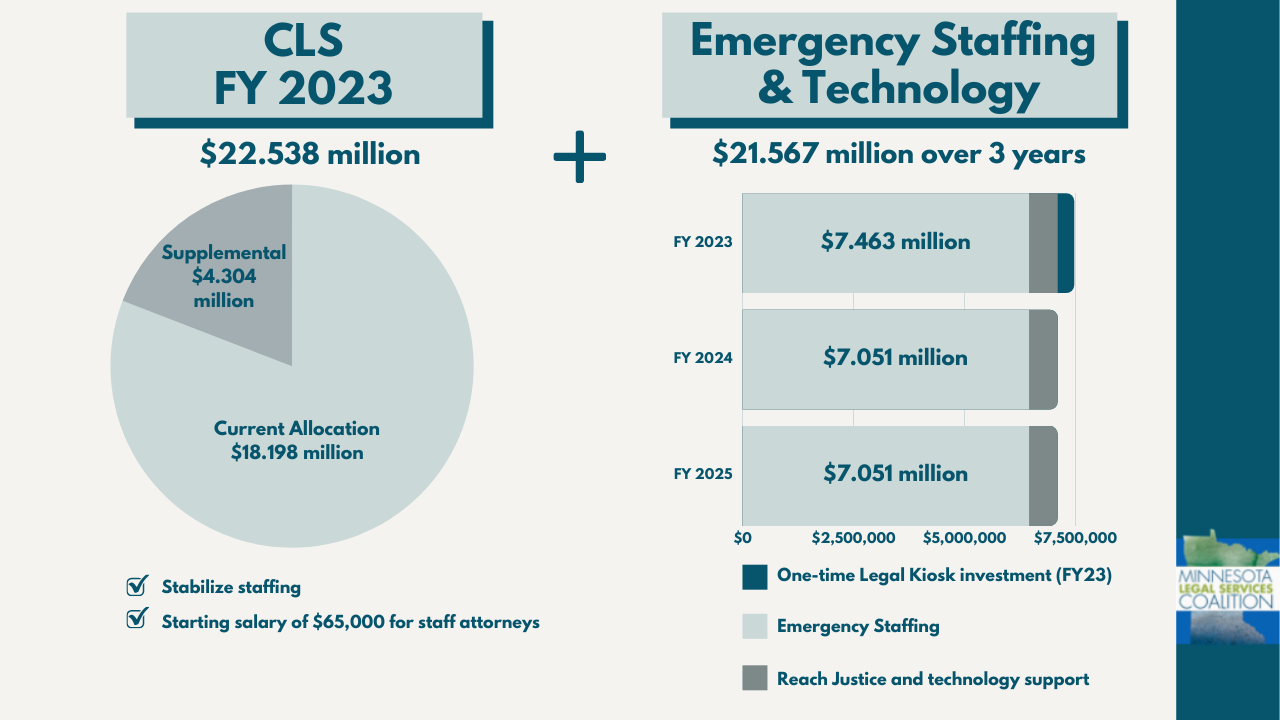 CLS
FY 2023
$22.538 million
Supplemental
$4.304
million
Current Allocation
$18.198 million
Stabilize staffing
Starting salary of $65,000 for staff attorneys
+
Emergency Staffing
& Technology
$21.567 million over 3 years
FY 2023
$7.463 million
FY 2024
$7.051 million
FY 2025
$7.051 million
$0 $2,500,000 $5,000,000 $7,500,000
One-time Legal Kiosk investment (FY23)
Emergency Staffing
Reach Justice and technology support
MINNESOTA
LEGAL SERVICES
COALITION